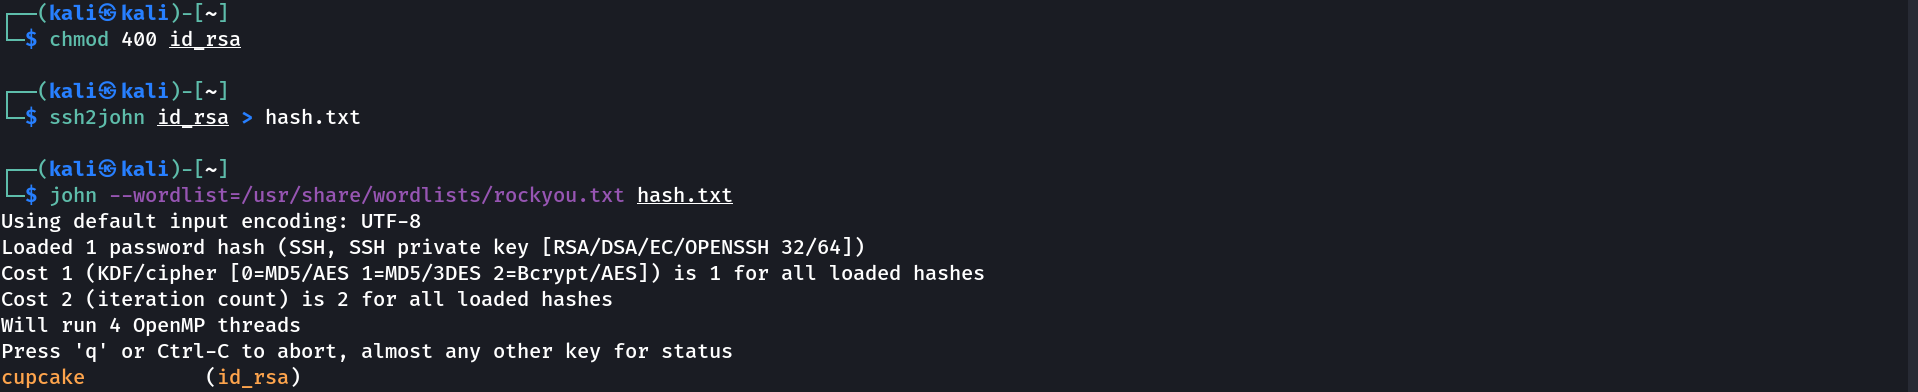 ┌──(kali㉿kali)-[~]
└─$ chmod 400 id_rsa
┌──(kali㉿kali)-[~]
└─$ ssh2john id_rsa > hash.txt
┌──(kali㉿kali)-[~]
└─$ john --wordlist=/usr/share/wordlists/rockyou.txt hash.txt
Using default input encoding: UTF-8
Loaded 1 password hash (SSH, SSH private key [RSA/DSA/EC/OPENSSH 32/64])
Cost 1 (KDF/cipher [0=MD5/AES 1=MD5/3DES 2=Bcrypt/AES]) is 1 for all loaded hashes
Cost 2 (iteration count) is 2 for all loaded hashes
Will run 4 OpenMP threads
Press 'q' or Ctrl-C to abort, almost any other key for status
cupcake          (id_rsa)